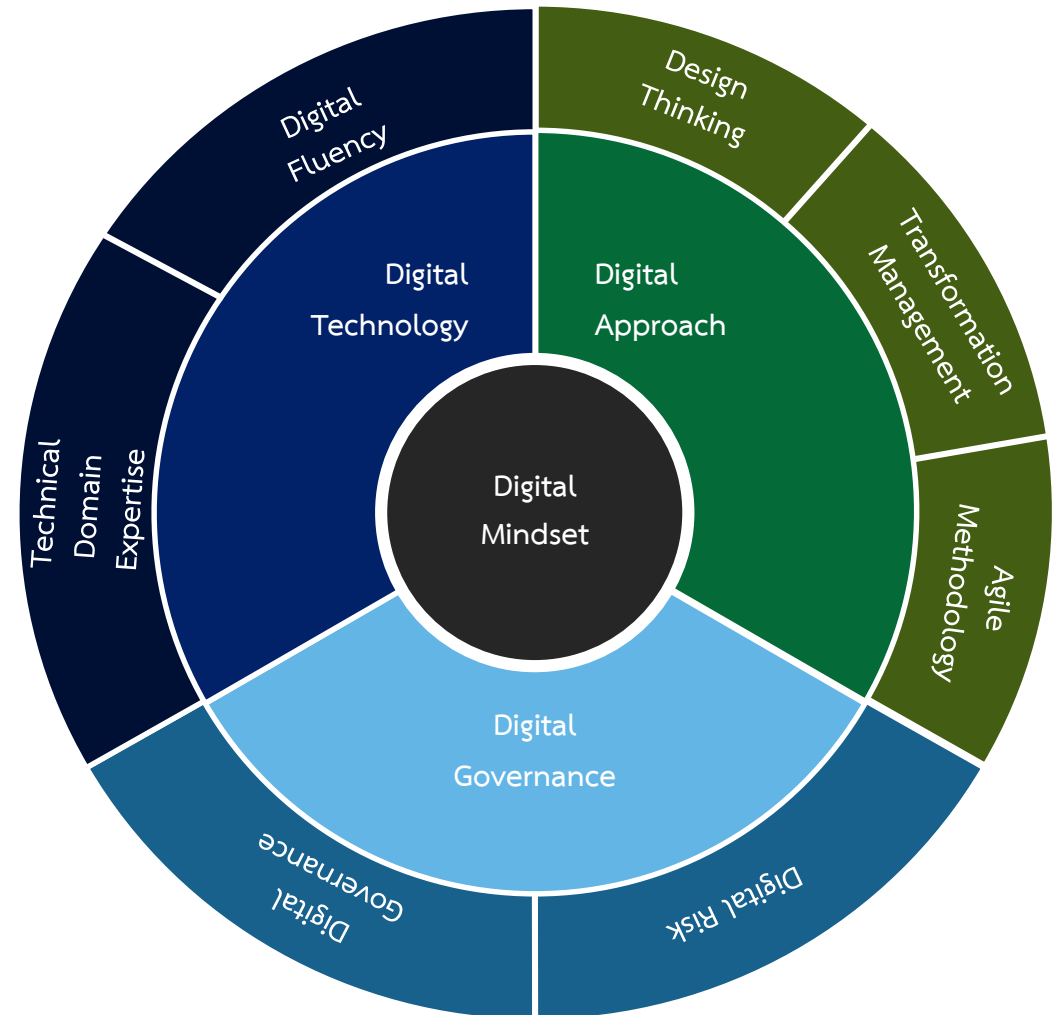 Digital
Fluency
Design
Thinking
Transformation
Management
Digital
Technology
Digital
Approach
Technical
Domain
Expertise
Digital
Mindset
Agile
Methodology
Digital
Governance
Digital
Governance
Digital Risk